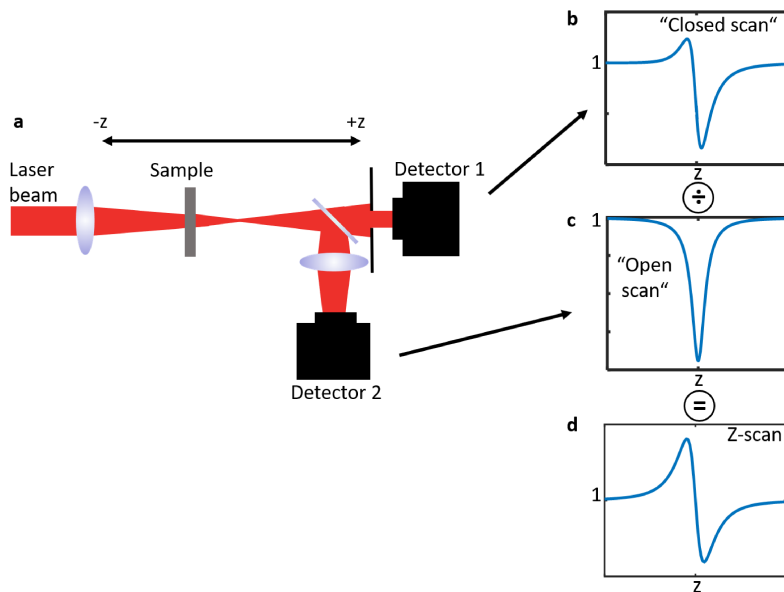 a
-z
+z
Laser
beam
Sample
Detector 1
Detector 2
b
“Closed scan“
1
z
÷
c
1
“Open
scan“
z
=
d
Z-scan
1
z